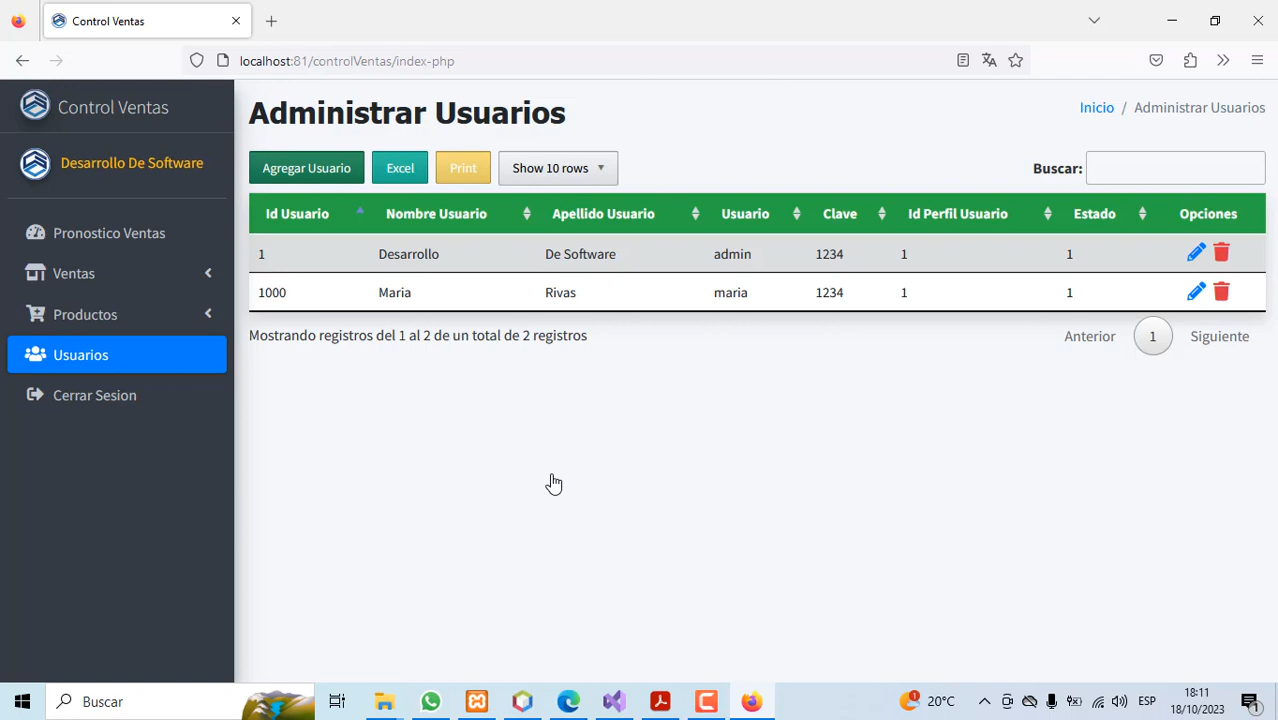 Control Ventas
localhost:81/controlVentas/index-php
Control Ventas
Desarrollo De Software
Pronostico Ventas
Ventas
Productos
Usuarios
Cerrar Sesion
Administrar Usuarios
Inicio / Administrar Usuarios
Agregar Usuario Excel Print Show 10 rows Buscar:
Id Usuario Nombre Usuario Apellido Usuario Usuario Clave Id Perfil Usuario Estado Opciones
1 Desarrollo De Software admin 1234 1 1
1000 Maria Rivas maria 1234 1 1
Mostrando registros del 1 al 2 de un total de 2 registros
Anterior 1 Siguiente
Buscar
1 20°C ESP 18:11
18/10/2023 1